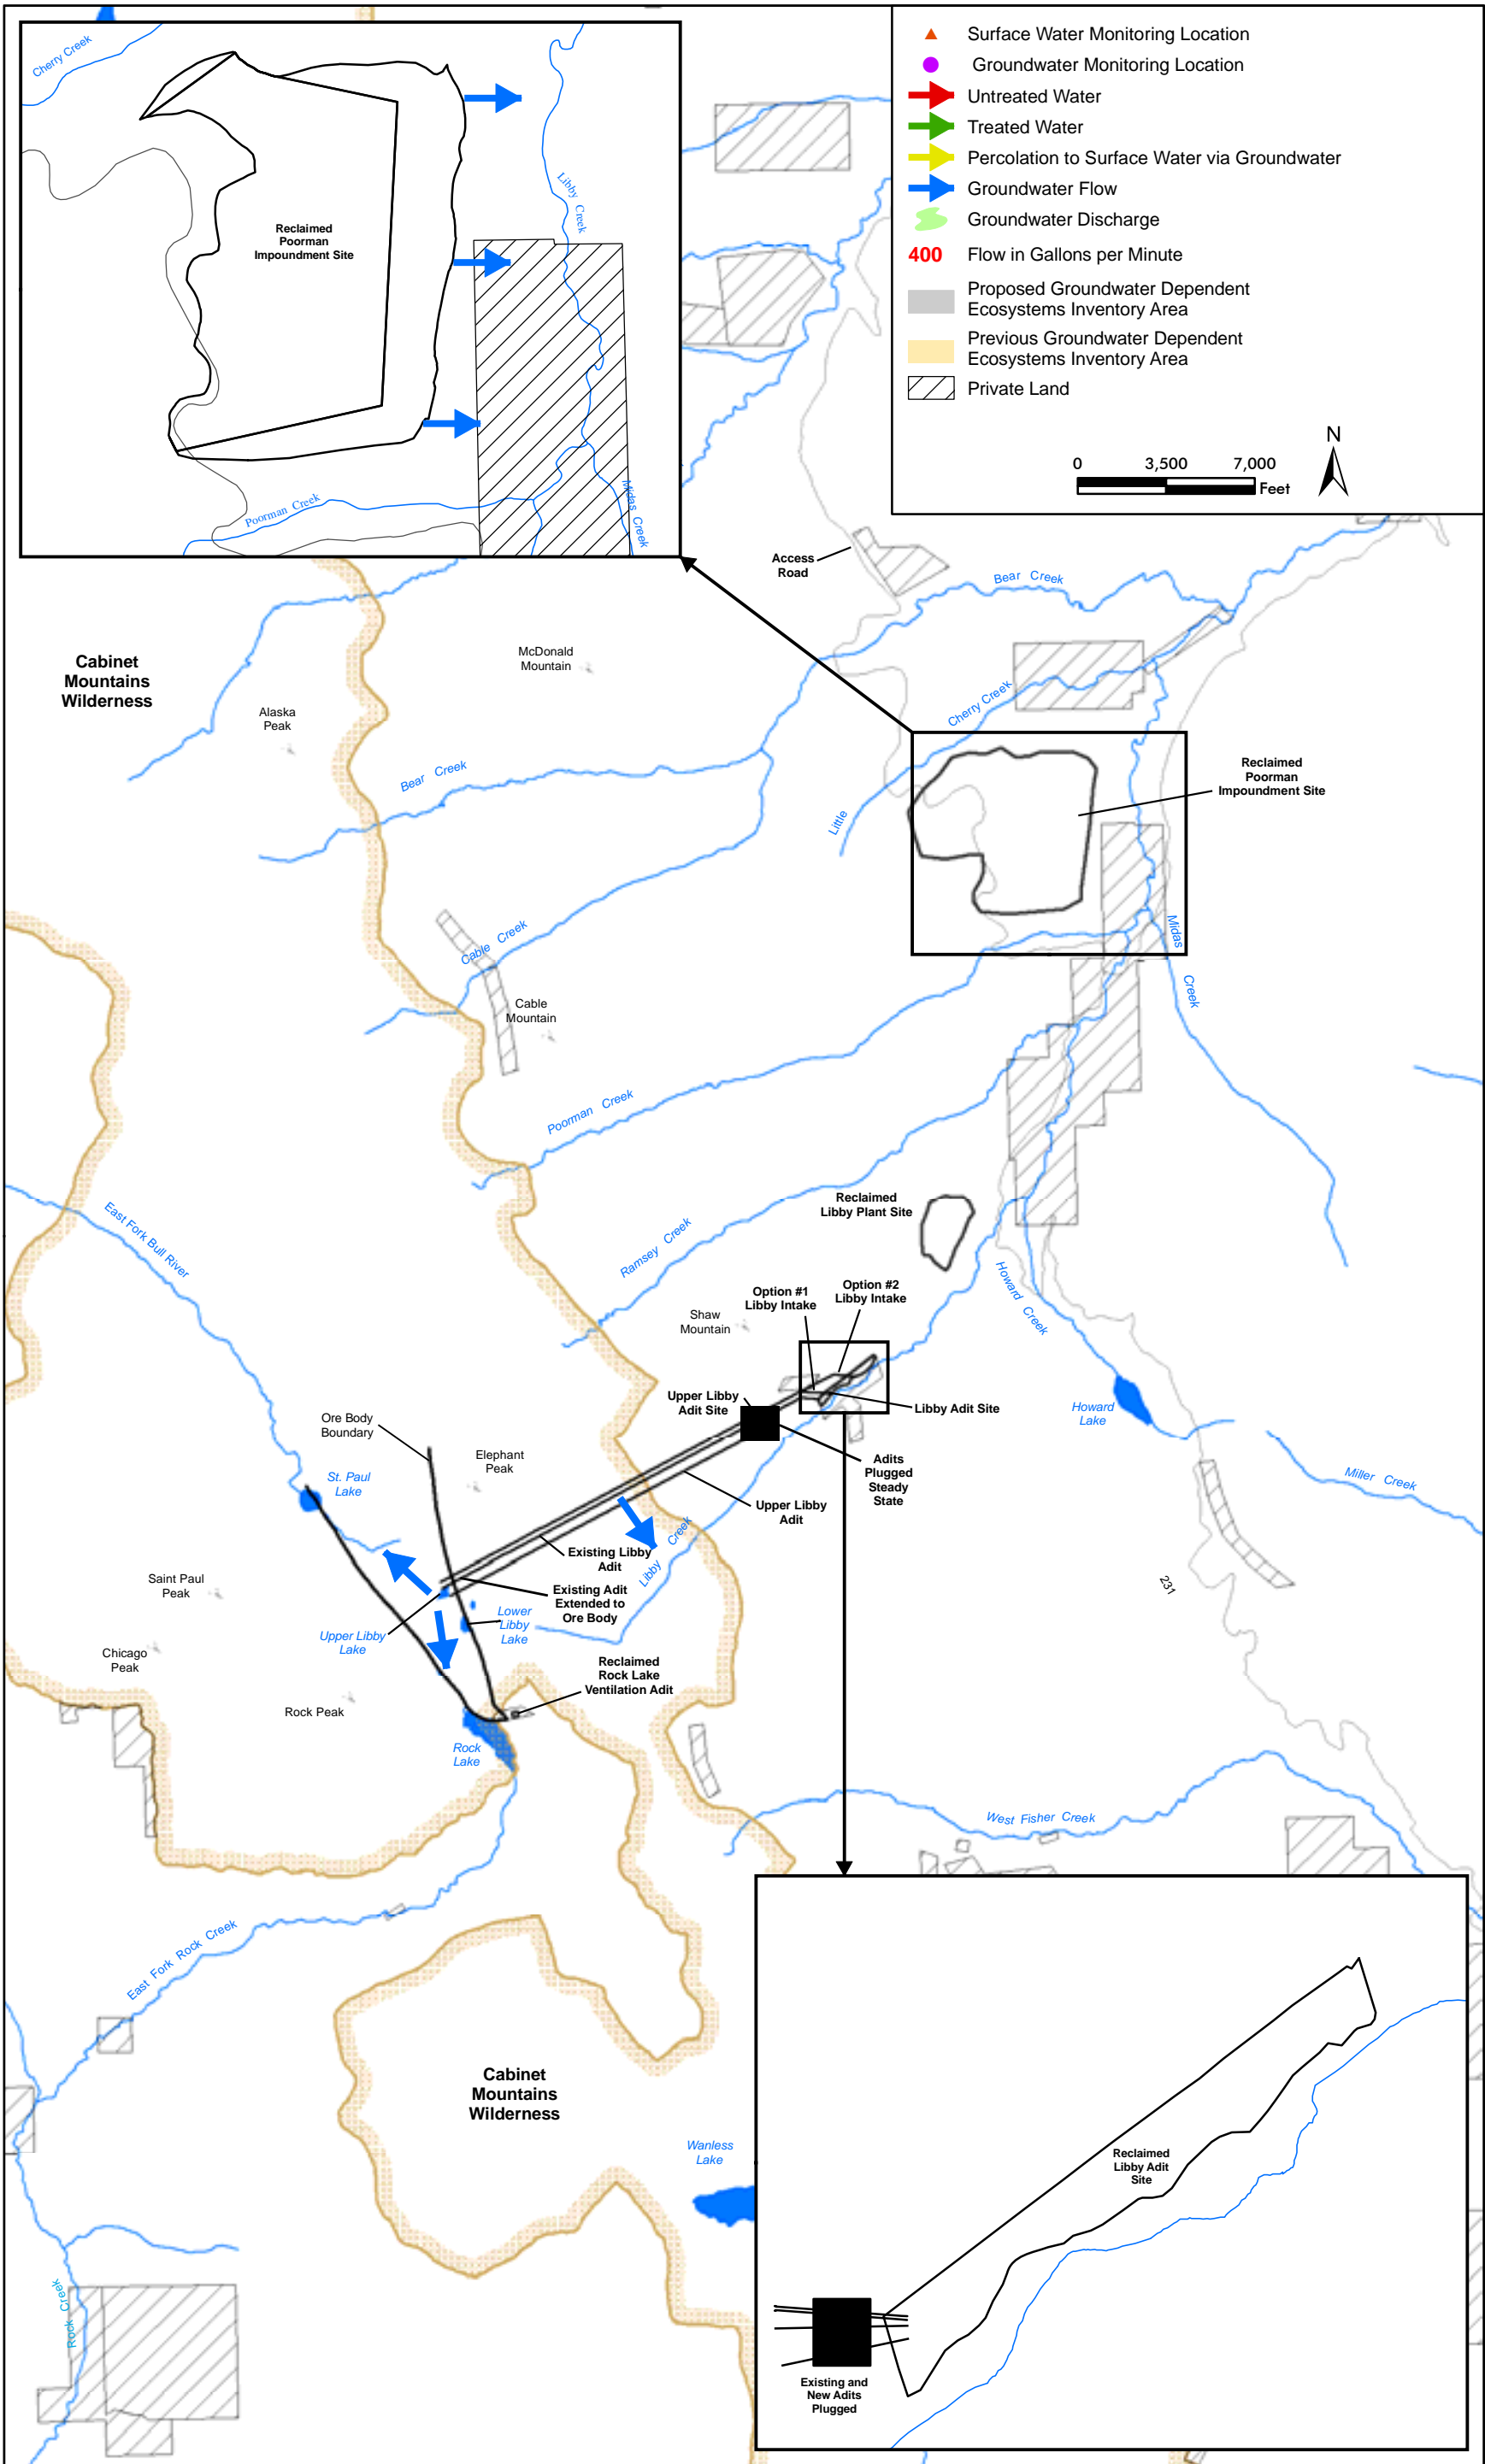 Surface Water Monitoring Location
Groundwater Monitoring Location
Untreated Water
Treated Water
Percolation to Surface Water via Groundwater
Groundwater Flow
Groundwater Discharge
400 Flow in Gallons per Minute
Proposed Groundwater Dependent
Ecosystems Inventory Area
Previous Groundwater Dependent
Ecosystems Inventory Area
Private Land
0 3,500 7,000
Feet
N
Cherry Creek
Libby Creek
Reclaimed
Poorman
Impoundment Site
Poorman Creek
Midas Creek
Access
Road
Bear Creek
Cabinet
Mountains
Wilderness
McDonald
Mountain
Alaska
Peak
Cherry Creek
Little
Bear Creek
Reclaimed
Poorman
Impoundment Site
Midas
Creek
Cable Creek
Cable
Mountain
Poorman Creek
East Fork Bull River
Ramsey Creek
Reclaimed
Libby Plant Site
Howard Creek
Option #1
Libby Intake
Option #2
Libby Intake
Shaw
Mountain
Upper Libby
Adit Site
Libby Adit Site
Howard
Lake
Ore Body
Boundary
Elephant
Peak
Adits
Plugged
Steady
State
St. Paul
Lake
Miller Creek
Upper Libby
Adit
Existing Libby
Adit
Libby Creek
Saint Paul
Peak
Existing Adit
Extended to
Ore Body
231
Lower
Libby
Lake
Upper Libby
Lake
Chicago
Peak
Reclaimed
Rock Lake
Ventilation Adit
Rock Peak
Rock
Lake
West Fisher Creek
East Fork Rock Creek
Cabinet
Mountains
Wilderness
Wanless
Lake
Rock Creek
Reclaimed
Libby Adit
Site
Existing and
New Adits
Plugged